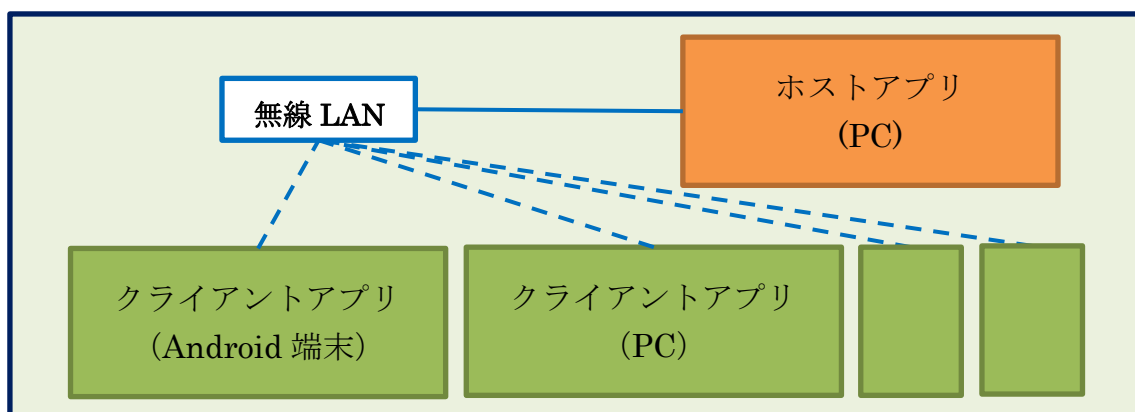 無線 LAN
ホストアプリ
(PC)
クライアントアプリ
（Android 端末）
クライアントアプリ
（PC）